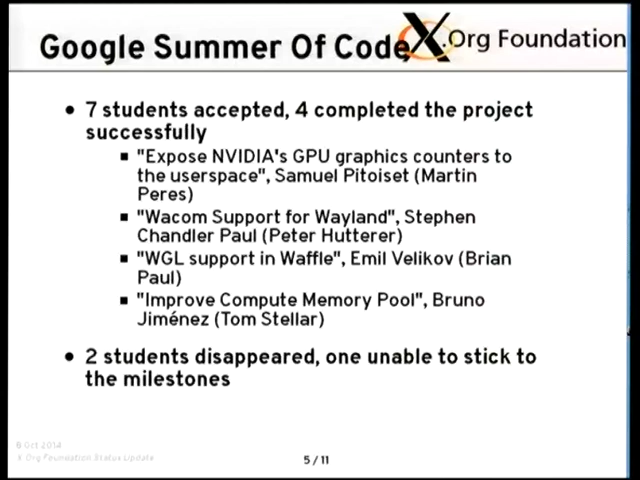 Google Summer Of Code
X.Org Foundation
• 7 students accepted, 4 completed the project
successfully
▪ "Expose NVIDIA's GPU graphics counters to
the userspace", Samuel Pitoiset (Martin
Peres)
▪ "Wacom Support for Wayland", Stephen
Chandler Paul (Peter Hutterer)
▪ "WGL support in Waffle", Emil Velikov (Brian
Paul)
▪ "Improve Compute Memory Pool", Bruno
Jiménez (Tom Stellar)
• 2 students disappeared, one unable to stick to
the milestones
Oct 2014
X.Org Foundation Status Update
5 / 11